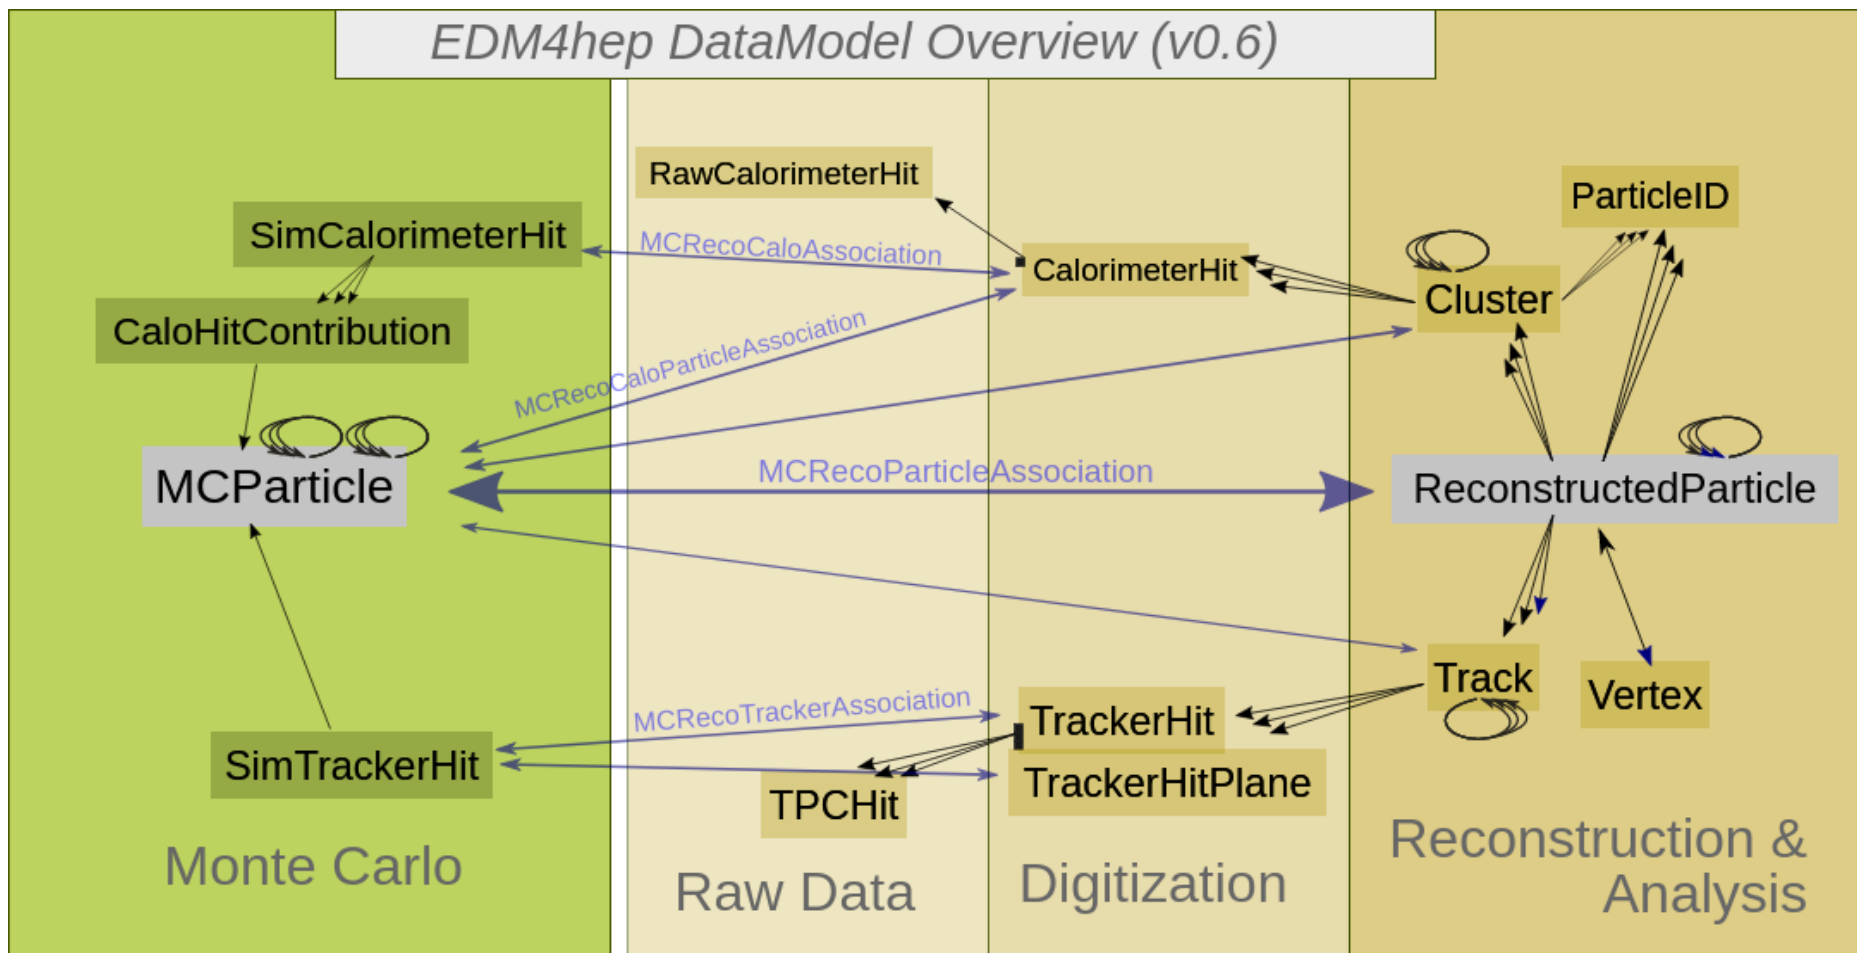 EDM4hep DataModel Overview (v0.6)
RawCalorimeterHit
ParticleID
SimCalorimeterHit
MCRecoCaloAssociation
CalorimeterHit
Cluster
CaloHitContribution
MCRecoCaloParticleAssociation
MCParticle
MCRecoParticleAssociation
ReconstructedParticle
Track
Vertex
MCRecoTrackerAssociation
TrackerHit
SimTrackerHit
TrackerHitPlane
TPCHit
Monte Carlo
Raw Data
Digitization
Reconstruction &
Analysis